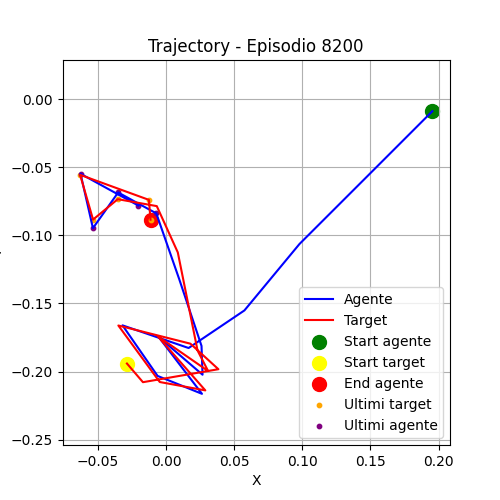 Trajectory - Episodio 8200
0.00
−0.05
−0.10
−0.15
−0.20
−0.25
Agente
Target
Start agente
Start target
End agente
Ultimi target
Ultimi agente
−0.05
0.00
0.05
0.10
0.15
0.20
X